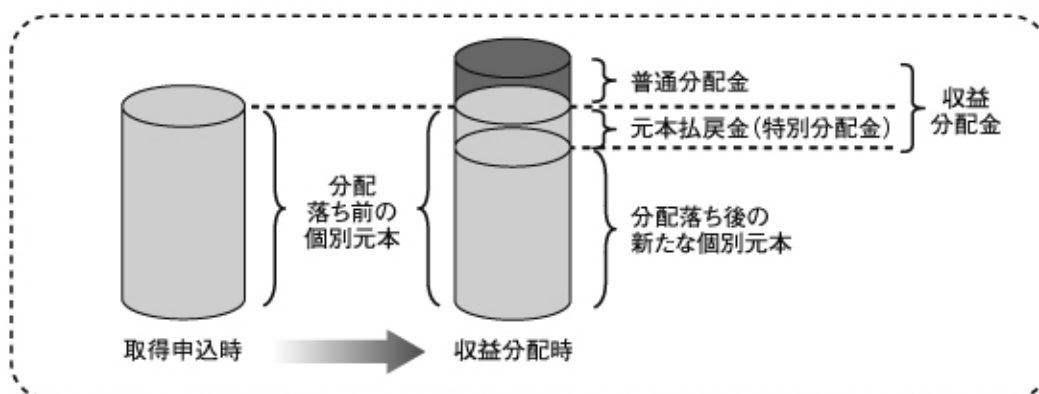 普通分配金
収益
分配金
元本払戻金(特別分配金)
分配
落ち前の
個別元本
分配落ち後の
新たな個別元本
取得申込時
収益分配時